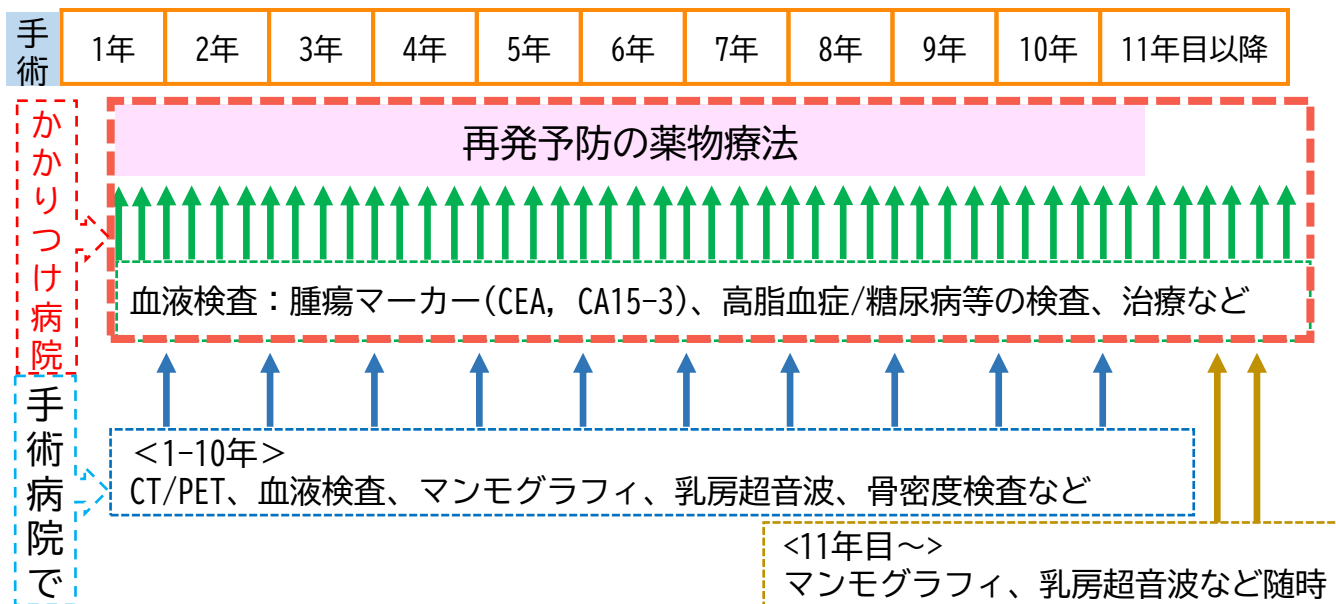 手術
1年 2年 3年 4年 5年 6年 7年 8年 9年 10年 11年目以降
かかりつけ病院
再発予防の薬物療法
血液検査：腫瘍マーカー(CEA, CA15-3)、高脂血症/糖尿病等の検査、治療など
手術病院で
＜1-10年＞
CT/PET、血液検査、マンモグラフィ、乳房超音波、骨密度検査など
<11年目～>
マンモグラフィ、乳房超音波など随時